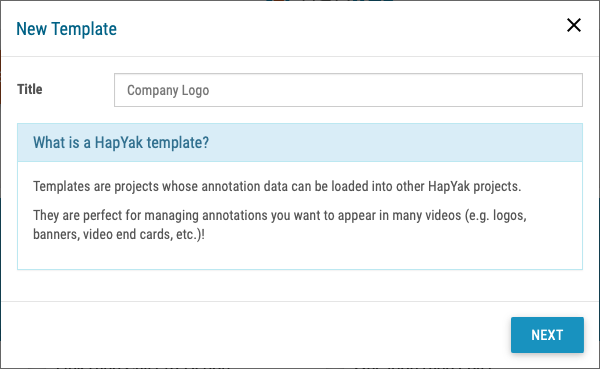 New Template
Title
Company Logo
What is a HapYak template?
Templates are projects whose annotation data can be loaded into other HapYak projects.
They are perfect for managing annotations you want to appear in many videos (e.g. logos,
banners, video end cards, etc.)!
NEXT